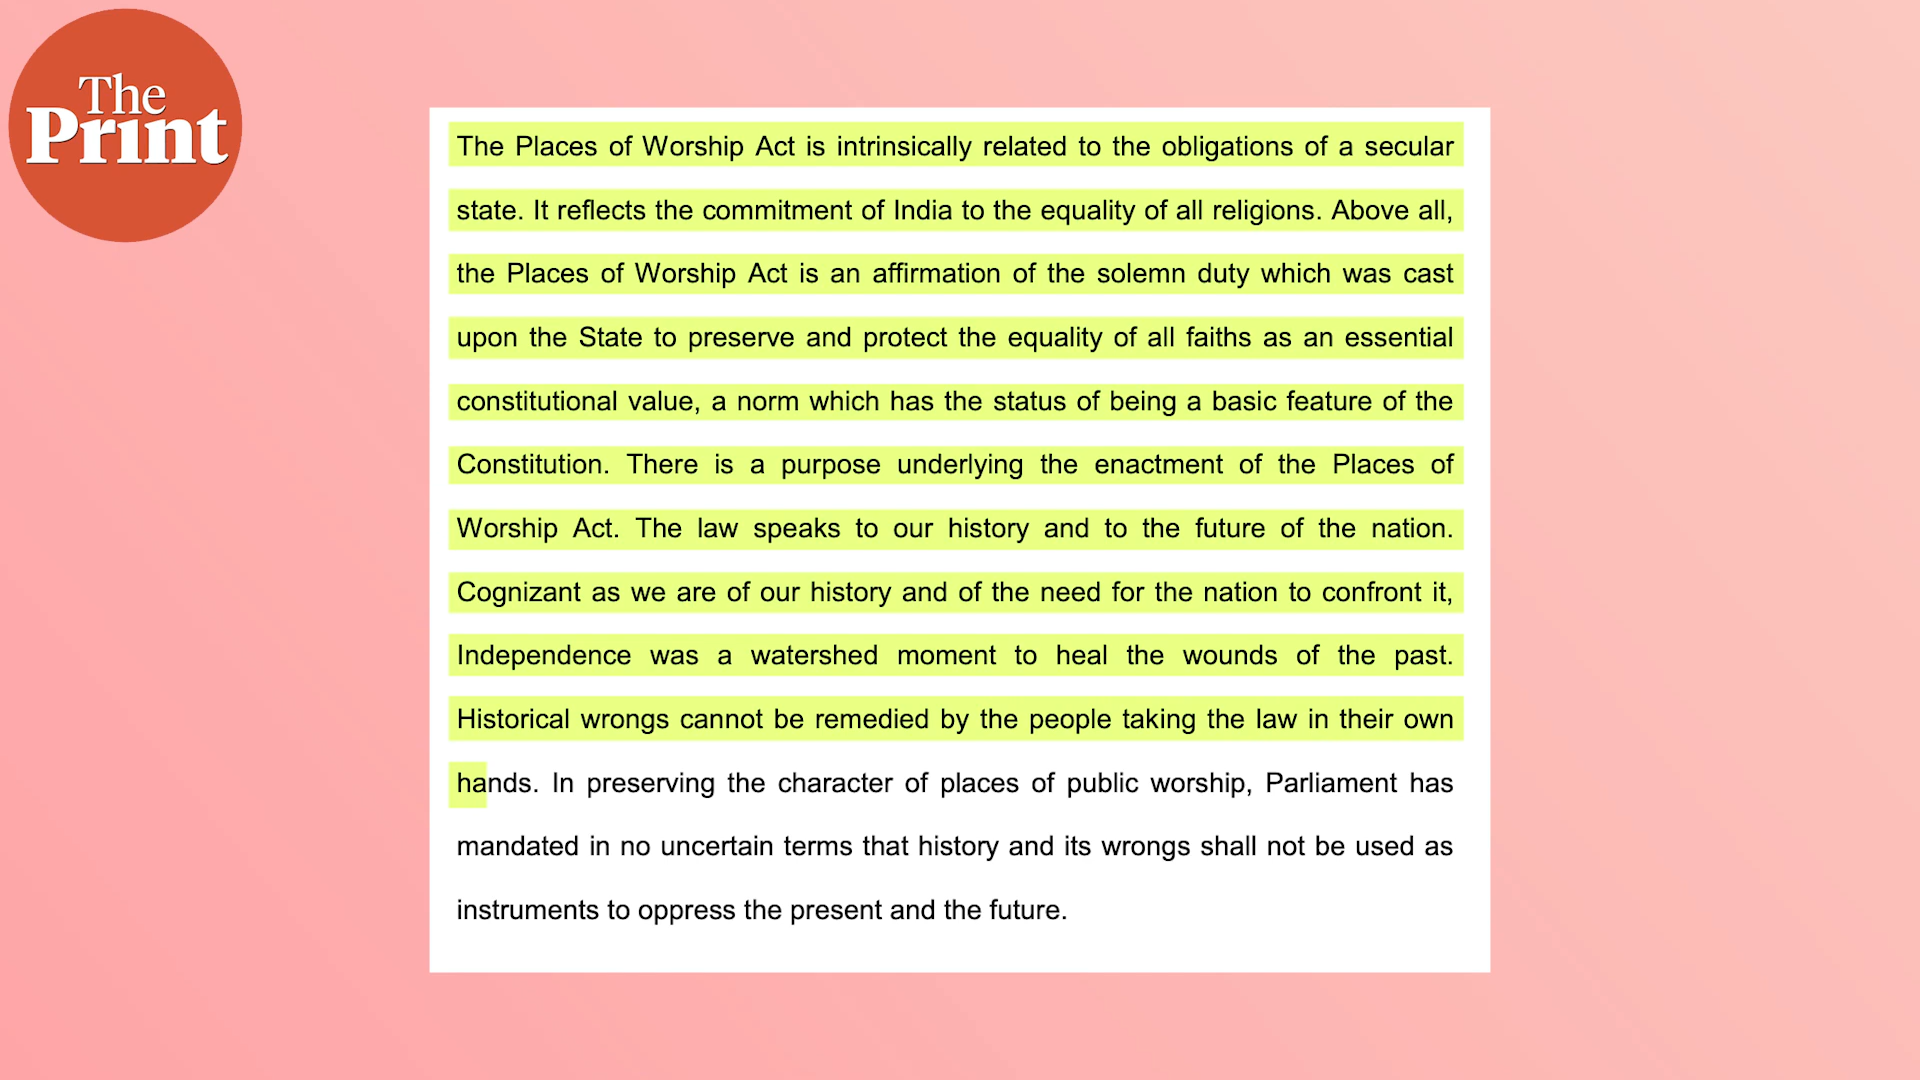 The
Print
The Places of Worship Act is intrinsically related to the obligations of a secular
state. It reflects the commitment of India to the equality of all religions. Above all,
the Places of Worship Act is an affirmation of the solemn duty which was cast
upon the State to preserve and protect the equality of all faiths as an essential
constitutional value, a norm which has the status of being a basic feature of the
Constitution. There is a purpose underlying the enactment of the Places of
Worship Act. The law speaks to our history and to the future of the nation.
Cognizant as we are of our history and of the need for the nation to confront it,
Independence was a watershed moment to heal the wounds of the past.
Historical wrongs cannot be remedied by the people taking the law in their own
hands. In preserving the character of places of public worship, Parliament has
mandated in no uncertain terms that history and its wrongs shall not be used as
instruments to oppress the present and the future.